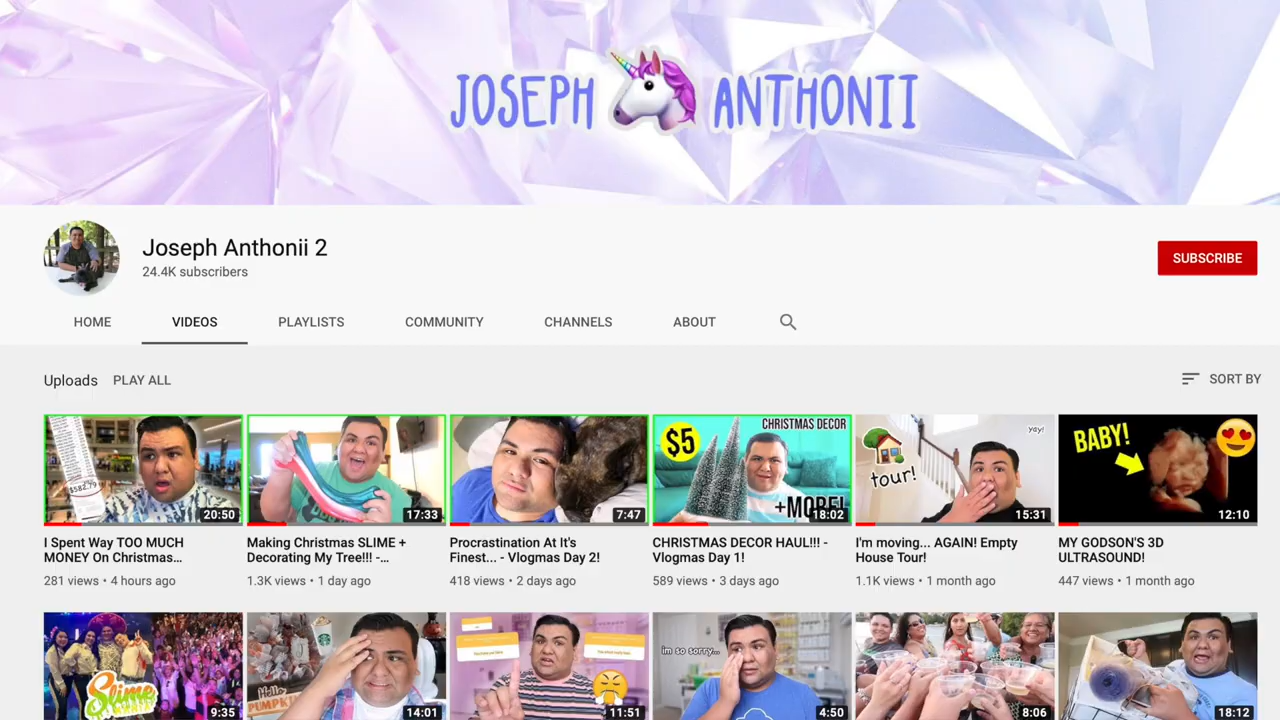 JOSEPH ANTHONII
Joseph Anthonii 2
24.4K subscribers
SUBSCRIBE
HOME VIDEOS PLAYLISTS COMMUNITY CHANNELS ABOUT
Uploads PLAY ALL
SORT BY
$582.79
20:50
17:33
7:47
$5
CHRISTMAS DECOR
+MORE!
18:02
yay!
tour!
15:31
BABY!
12:10
I Spent Way TOO MUCH
MONEY On Christmas...
281 views • 4 hours ago
Making Christmas SLIME +
Decorating My Tree!!! -...
1.3K views • 1 day ago
Procrastination At It's
Finest... - Vlogmas Day 2!
418 views • 2 days ago
CHRISTMAS DECOR HAUL!!! -
Vlogmas Day 1!
589 views • 3 days ago
I'm moving... AGAIN! Empty
House Tour!
1.1K views • 1 month ago
MY GODSON'S 3D
ULTRASOUND!
447 views • 1 month ago
Slime
9:35
Hello
PUMPKI
14:01
11:51
im so sorry...
4:50
8:06
18:12